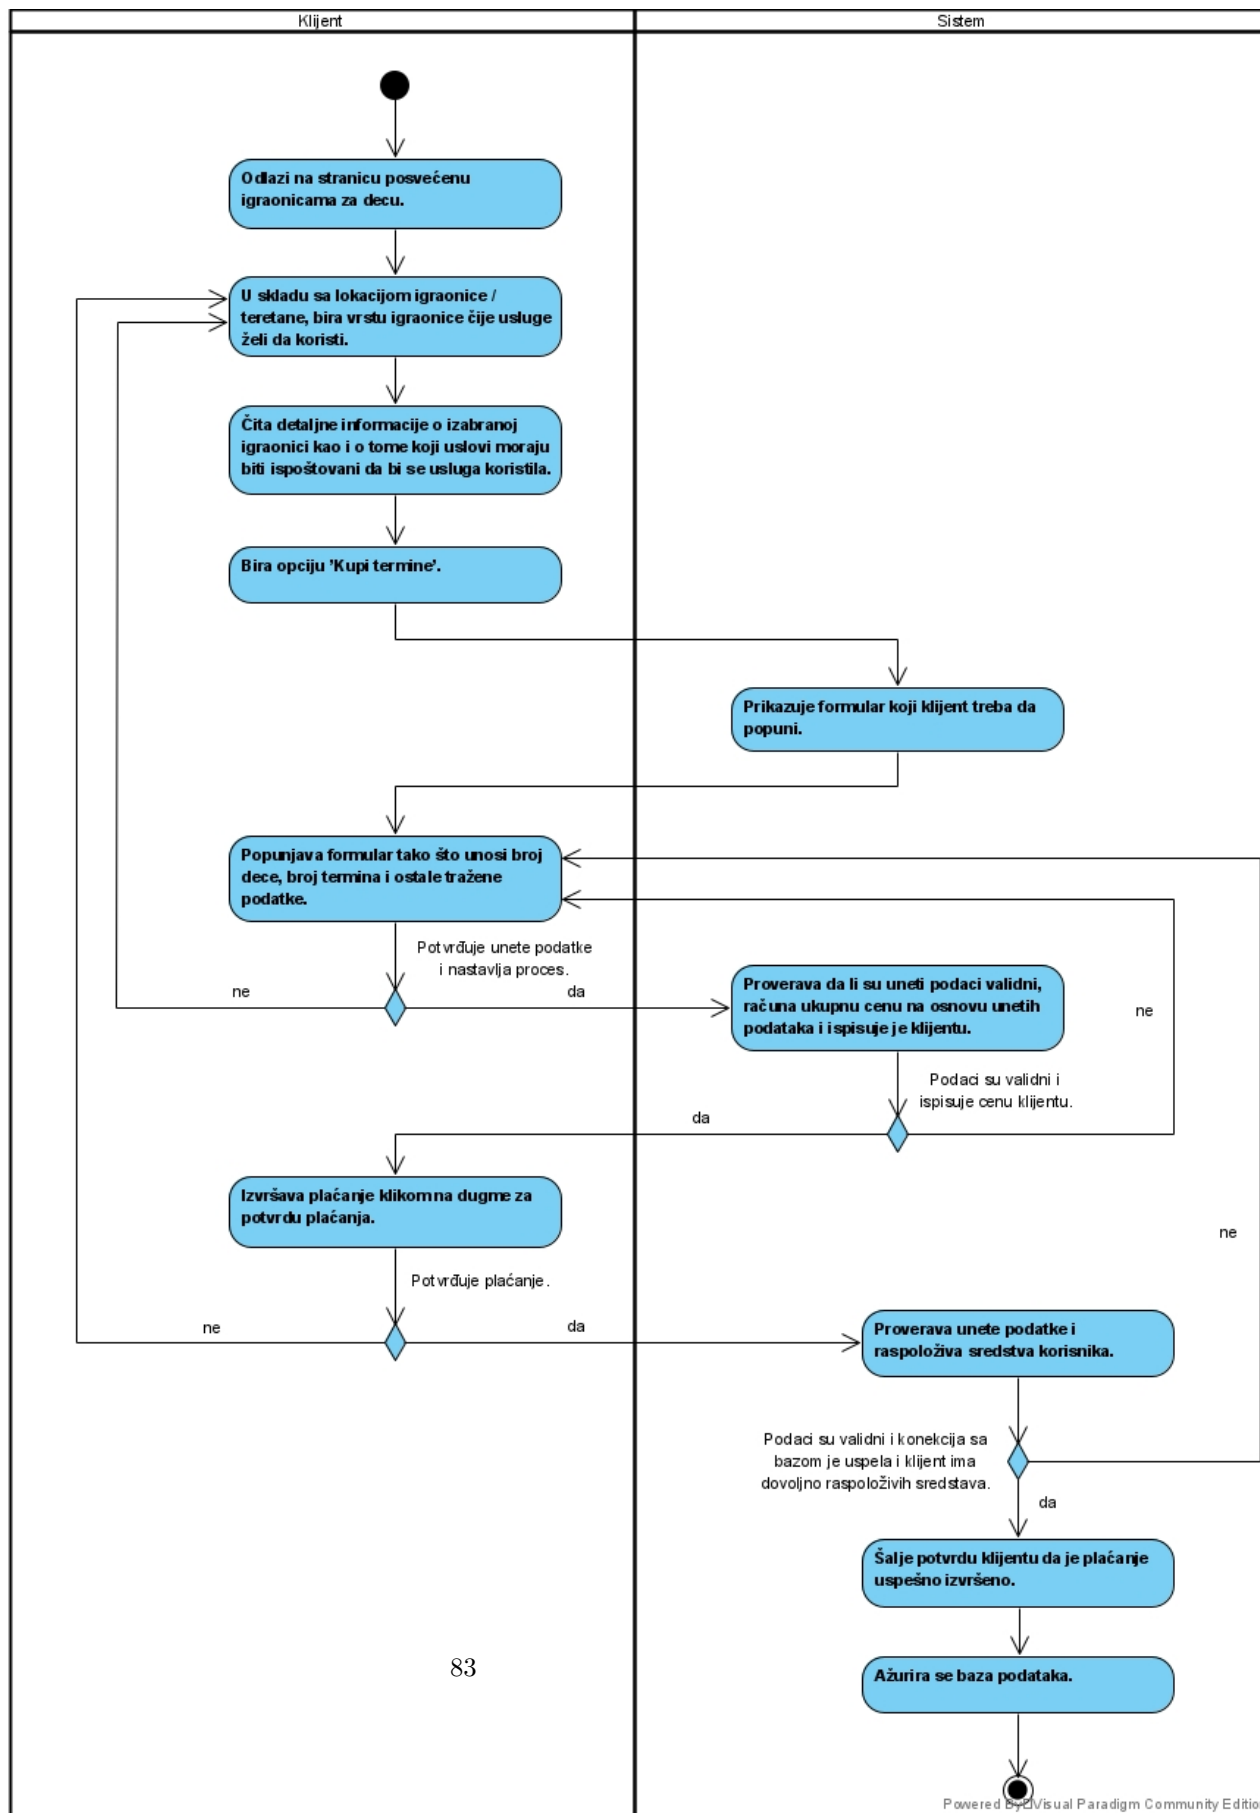 Klijent
Sistem
Odlazi na stranicu posvećenu
igraonicama za decu.
U skladu sa lokacijom igraonice /
teretane, bira vrstu igraonice čije usluge
želi da koristi.
Čita detaljne informacije o izabranoj
igraonici kao i o tome koji uslovi moraju
biti ispoštovani da bi se usluga koristila.
Bira opciju 'Kupi termine'.
Prikazuje formular koji klijent treba da
popuni.
Popunjava formular tako što unosi broj
dece, broj termina i ostale tražene
podatke.
Potvrđuje unete podatke
i nastavlja proces.
ne
da
Proverava da li su uneti podaci validni,
računa ukupnu cenu na osnovu unetih
podataka i ispisuje je klijentu.
ne
Podaci su validni i
ispisuje cenu klijentu.
da
Izvršava plaćanje klikom na dugme za
potvrdu plaćanja.
ne
Potvrđuje plaćanje.
ne
da
Proverava unete podatke i
raspoloživa sredstva korisnika.
Podaci su validni i konekcija sa
bazom je uspela i klijent ima
dovoljno raspoloživih sredstava.
da
Šalje potvrdu klijentu da je plaćanje
uspešno izvršeno.
83
Ažurira se baza podataka.
Powered By Visual Paradigm Community Editio